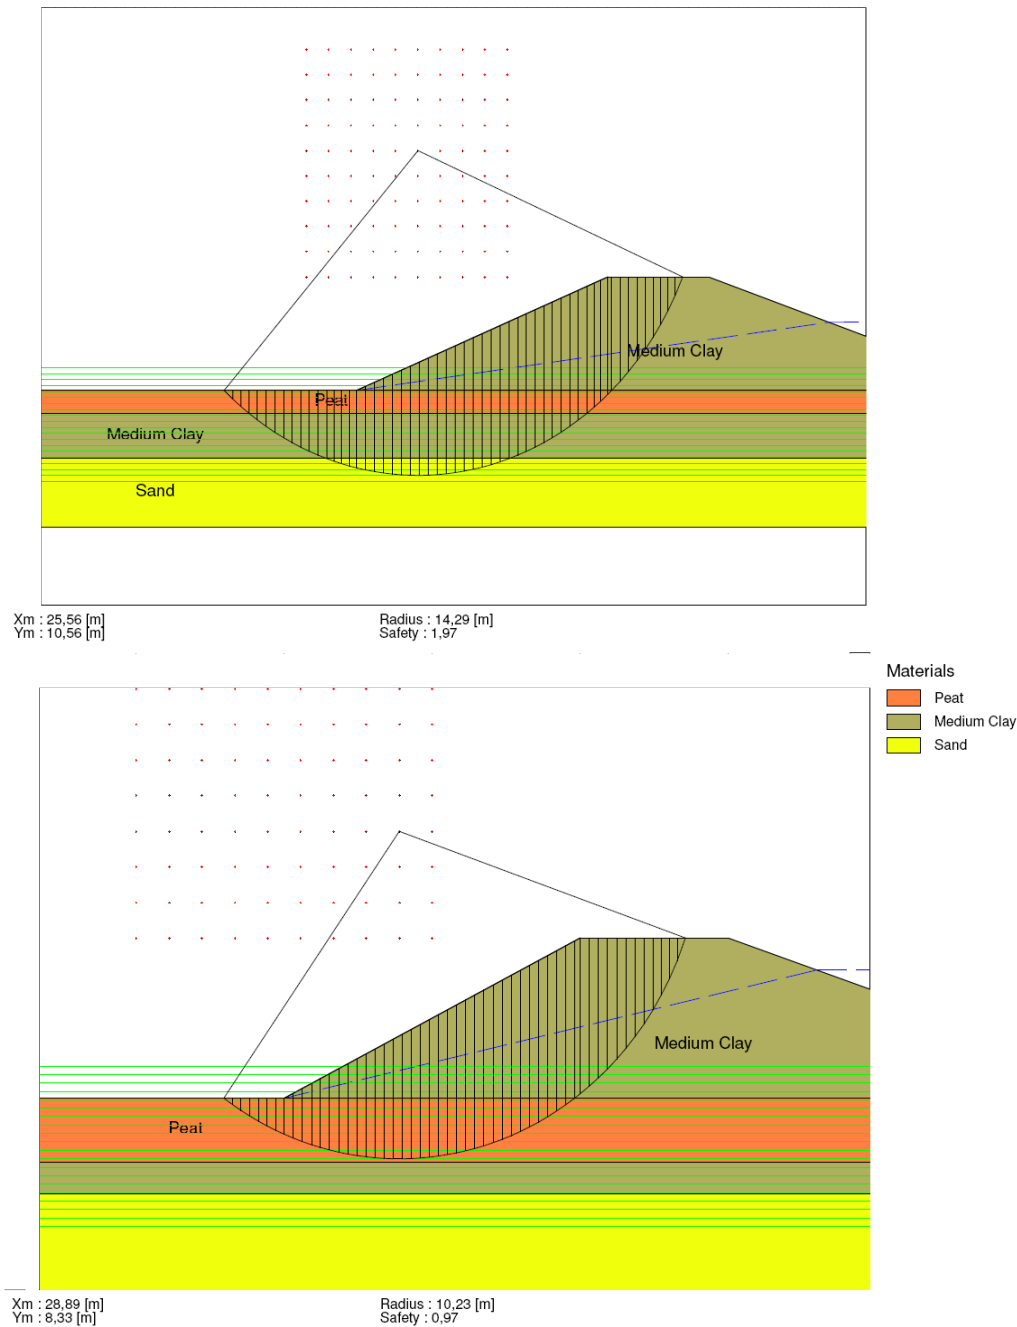 Medium Clay
Peat
Medium Clay
Sand
Xm : 25,56 [m]
Ym : 10,56 [m]
Radius : 14,29 [m]
Safety : 1,97
Materials
Peat
Medium Clay
Sand
Medium Clay
Peat
Xm : 28,89 [m]
Ym : 8,33 [m]
Radius : 10,23 [m]
Safety : 0,97